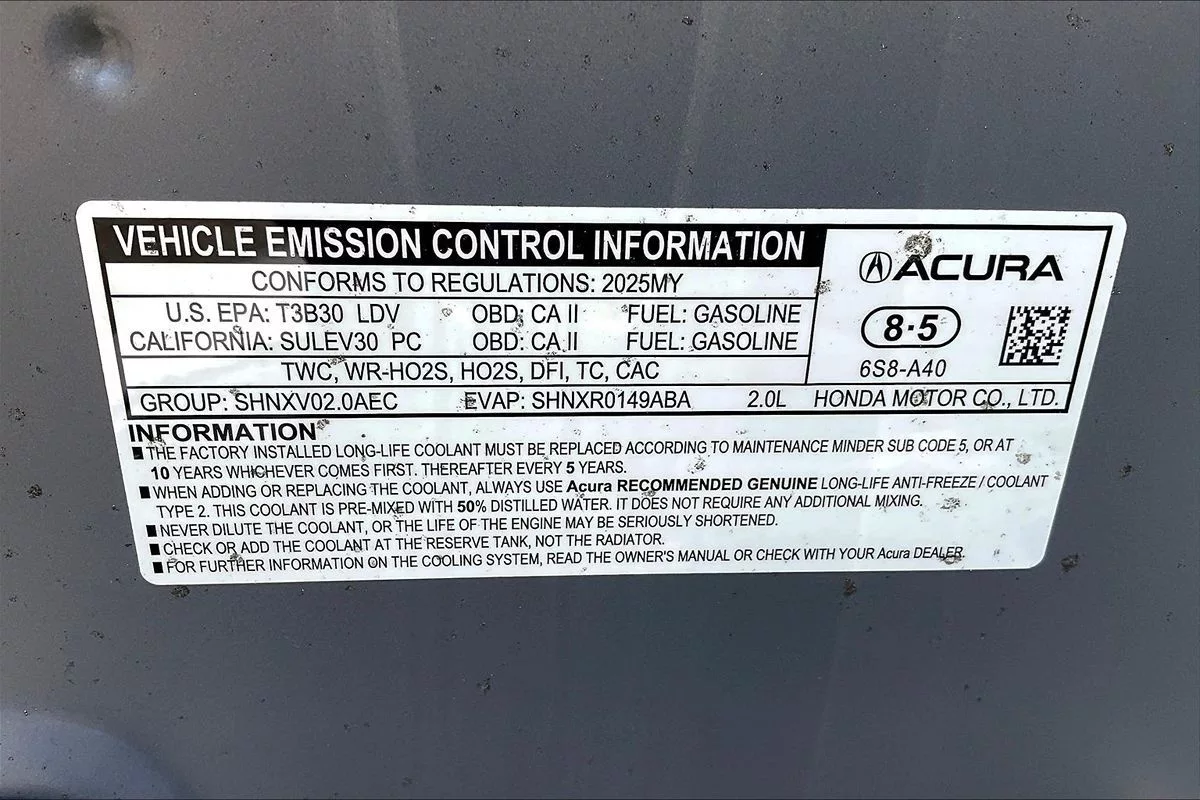 VEHICLE EMISSION CONTROL INFORMATION
CONFORMS TO REGULATIONS: 2025MY
U.S. EPA: T3B30 LDV OBD: CA II FUEL: GASOLINE
CALIFORNIA: SULEV30 PC OBD: CA II FUEL: GASOLINE
TWC, WR-HO2S, HO2S, DFI, TC, CAC
ACURA
8·5
6S8-A40
GROUP: SHNXV02.0AEC EVAP: SHNXR0149ABA 2.0L HONDA MOTOR CO., LTD.
INFORMATION
■ THE FACTORY INSTALLED LONG-LIFE COOLANT MUST BE REPLACED ACCORDING TO MAINTENANCE MINDER SUB CODE 5, OR AT
10 YEARS WHICHEVER COMES FIRST. THEREAFTER EVERY 5 YEARS.
■ WHEN ADDING OR REPLACING THE COOLANT, ALWAYS USE Acura RECOMMENDED GENUINE LONG-LIFE ANTI-FREEZE / COOLANT
TYPE 2. THIS COOLANT IS PRE-MIXED WITH 50% DISTILLED WATER. IT DOES NOT REQUIRE ANY ADDITIONAL MIXING.
■ NEVER DILUTE THE COOLANT, OR THE LIFE OF THE ENGINE MAY BE SERIOUSLY SHORTENED.
■ CHECK OR ADD THE COOLANT AT THE RESERVE TANK, NOT THE RADIATOR.
■ FOR FURTHER INFORMATION ON THE COOLING SYSTEM, READ THE OWNER'S MANUAL OR CHECK WITH YOUR Acura DEALER.